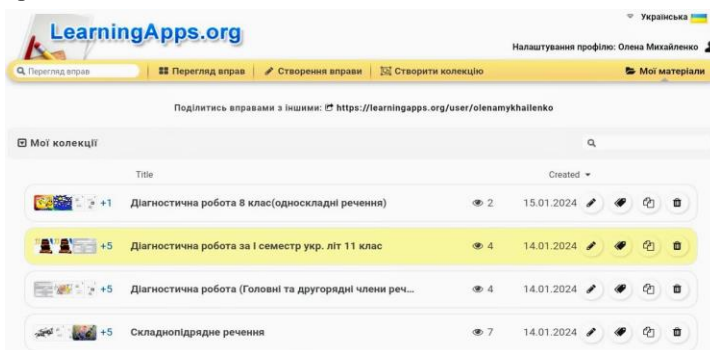 LearningApps.org
Українська
Налаштування профілю: Олена Михайленко
Перегляд вправ
Перегляд вправ
Створення вправи
Створити колекцію
Мої матеріали
Поділитись вправами з іншими: https://learningapps.org/user/olenamykhailenko
Мої колекції
Title Created
+1 Діагностична робота 8 клас(односкладні речення) 2 15.01.2024
+5 Діагностична робота за І семестр укр. літ 11 клас 4 14.01.2024
+5 Діагностична робота (Головні та другорядні члени реч... 4 14.01.2024
+5 Складнопідрядне речення 7 14.01.2024